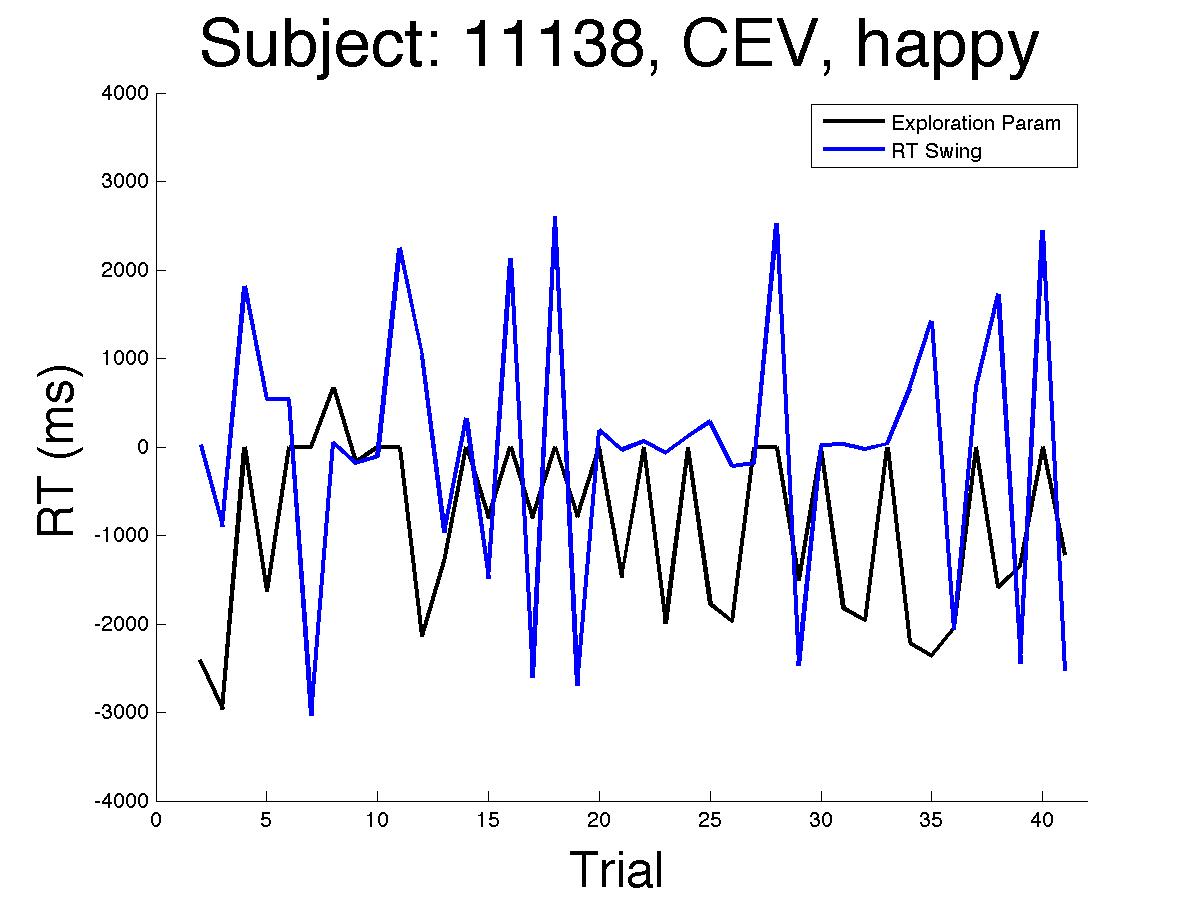 Subject: 11138, CEV, happy
Exploration Param
RT Swing
4000
3000
2000
1000
0
-1000
-2000
-3000
-4000
RT (ms)
0 5 10 15 20 25 30 35 40
Trial